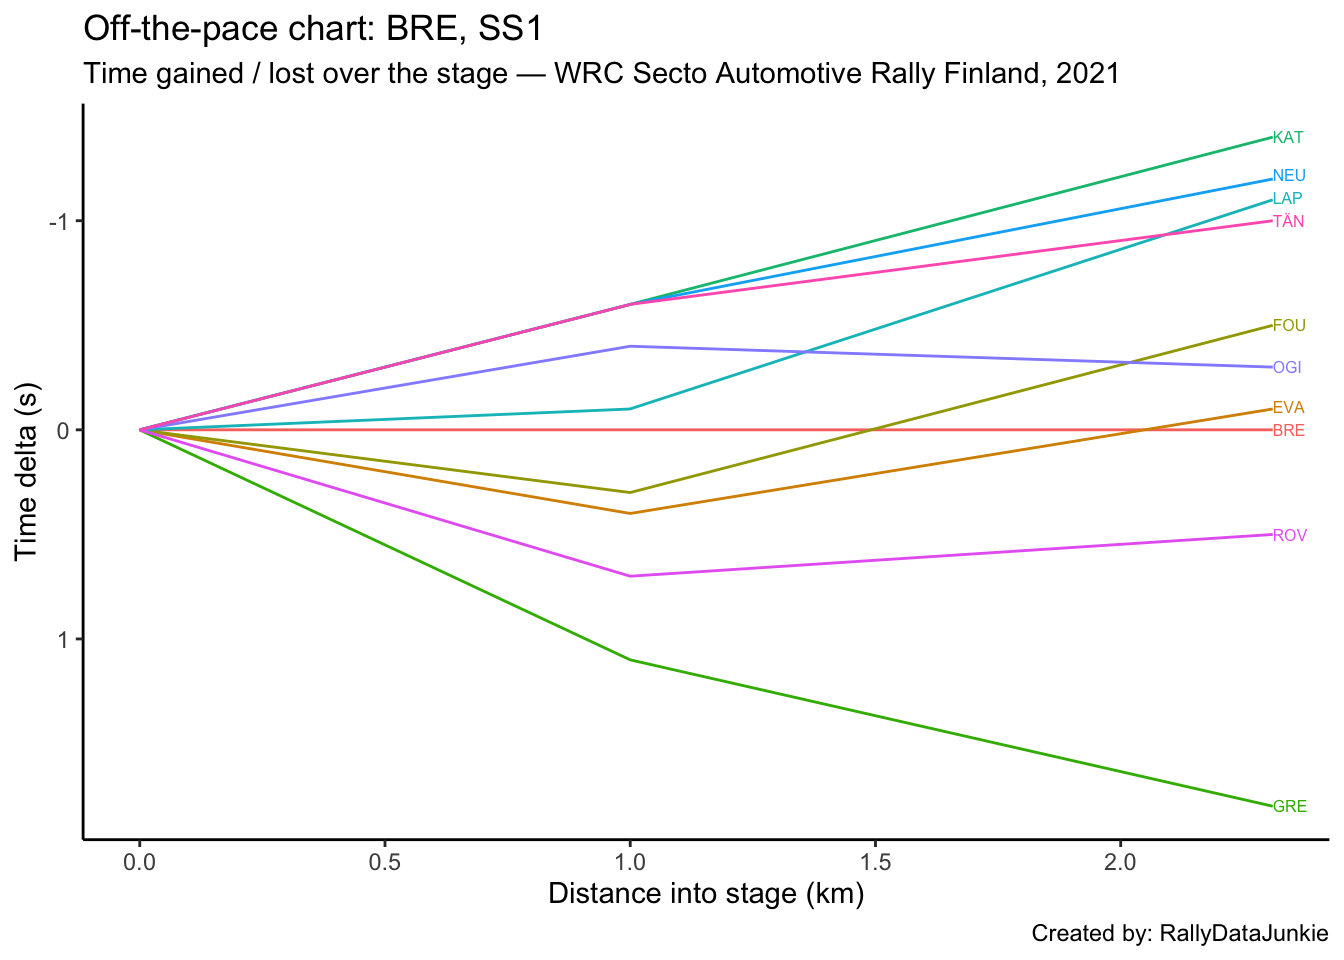 Off-the-pace chart: BRE, SS1
Time gained / lost over the stage — WRC Secto Automotive Rally Finland, 2021
Time delta (s)
-1
0
1
KAT
NEU
LAP
TÄN
FOU
OGI
EVA
BRE
ROV
GRE
0.0 0.5 1.0 1.5 2.0
Distance into stage (km)
Created by: RallyDataJunkie